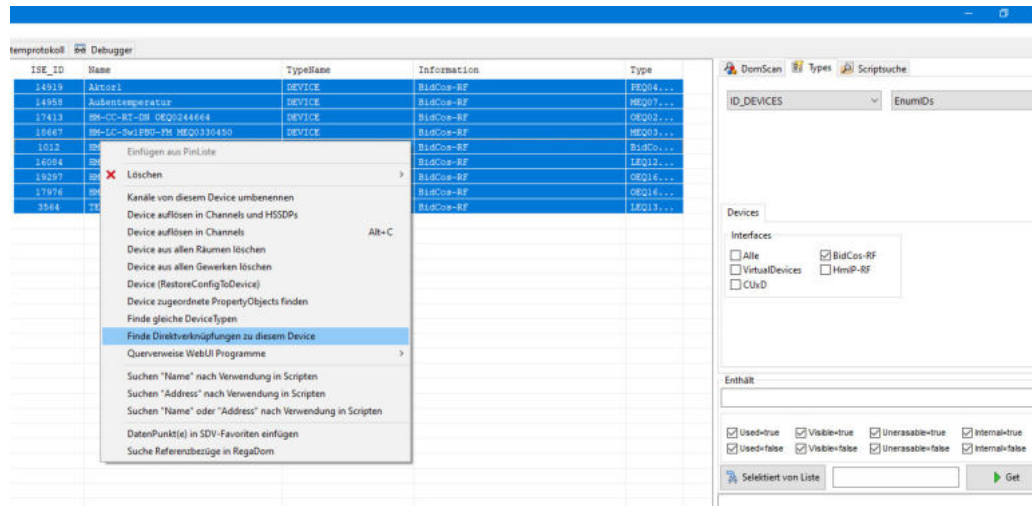 temprotokoll Debugger
ISE_ID Name TypeName Information Type
14919 Aktor1 DEVICE BidCos-RF PEQ04...
14958 Außentemperatur DEVICE BidCos-RF MEQ07...
17413 HM-CC-RT-DN OEQ0244664 DEVICE BidCos-RF OEQ02...
18667 HM-LC-Sw1PBU-FM MEQ0330450 DEVICE BidCos-RF MEQ03...
1012 BidCos-RF BidCo...
16084 BidCos-RF LEQ12...
19297 BidCos-RF OEQ16...
17976 BidCos-RF OEQ16...
3564 BidCos-RF LEQ13...
Einfügen aus PinListe
Löschen
Kanäle von diesem Device umbenennen
Device auflösen in Channels und HSSDPs
Device auflösen in Channels Alt+C
Device aus allen Räumen löschen
Device aus allen Gewerken löschen
Device (RestoreConfigToDevice)
Device zugeordnete PropertyObjects finden
Finde gleiche DeviceTypen
Finde Direktverknüpfungen zu diesem Device
Querverweise WebUI Programme
Suchen "Name" nach Verwendung in Scripten
Suchen "Address" nach Verwendung in Scripten
Suchen "Name" oder "Address" nach Verwendung in Scripten
DatenPunkt(e) in SDV-Favoriten einfügen
Suche Referenzbezüge in RegaDom
DomScan Types Scriptsuche
ID_DEVICES EnumIDs
Devices
Interfaces
Alle BidCos-RF
VirtualDevices HmIP-RF
CUxD
Enthält
Used=true Visible=true Unerasable=true Internal=true
Used=false Visible=false Unerasable=false Internal=false
Selektiert von Liste Get